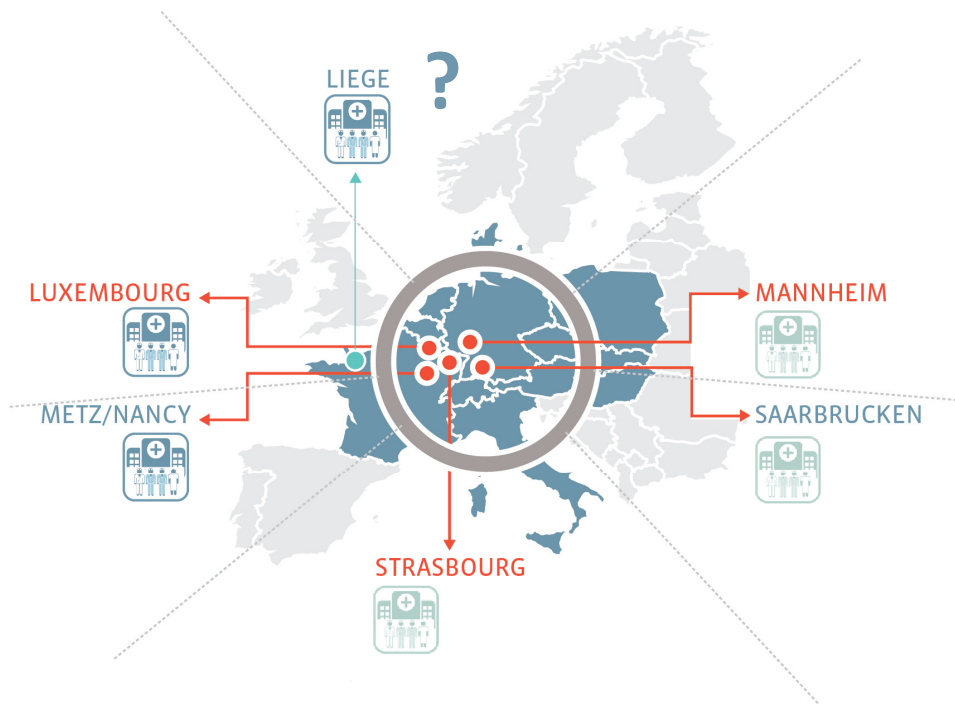 LIEGE
?
LUXEMBOURG
MANNHEIM
METZ/NANCY
SAARBRUCKEN
STRASBOURG